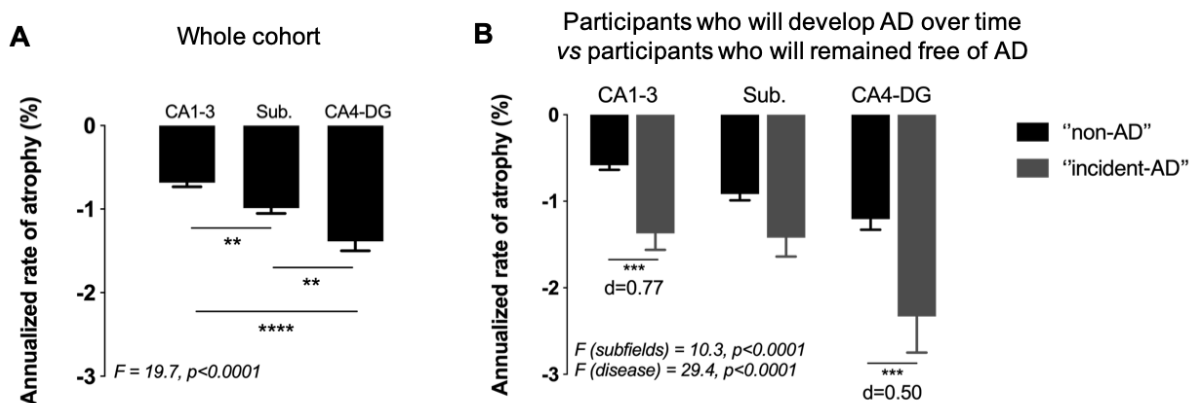 A
Whole cohort
Annualized rate of atrophy (%)
CA1-3 Sub. CA4-DG
0
-1
-2
-3
**
**
****
F = 19.7, p<0.0001
B
Participants who will develop AD over time
vs participants who will remained free of AD
Annualized rate of atrophy (%)
CA1-3 Sub. CA4-DG
0
-1
-2
-3
***
d=0.77
F (subfields) = 10.3, p<0.0001
F (disease) = 29.4, p<0.0001
***
d=0.50
‘’non-AD”
‘’incident-AD”